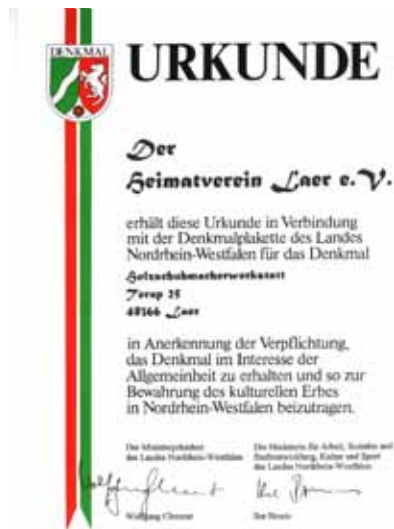 DENKMAL
URKUNDE
Der
Heimatverein Laer e.V.
erhält diese Urkunde in Verbindung
mit der Denkmalplakette des Landes
Nordrhein-Westfalen für das Denkmal
Holzschuhmacherwerkstatt
25
48366 Laer
in Anerkennung der Verpflichtung,
das Denkmal im Interesse der
Allgemeinheit zu erhalten und so zur
Bewahrung des kulturellen Erbes
in Nordrhein-Westfalen beizutragen.
Der Ministerpräsident
des Landes Nordrhein-Westfalen
Die Ministerin für Arbeit, Soziales und
Stadtentwicklung, Kultur und Sport
des Landes Nordrhein-Westfalen
Wolfgang Clement
Ilse Brusis